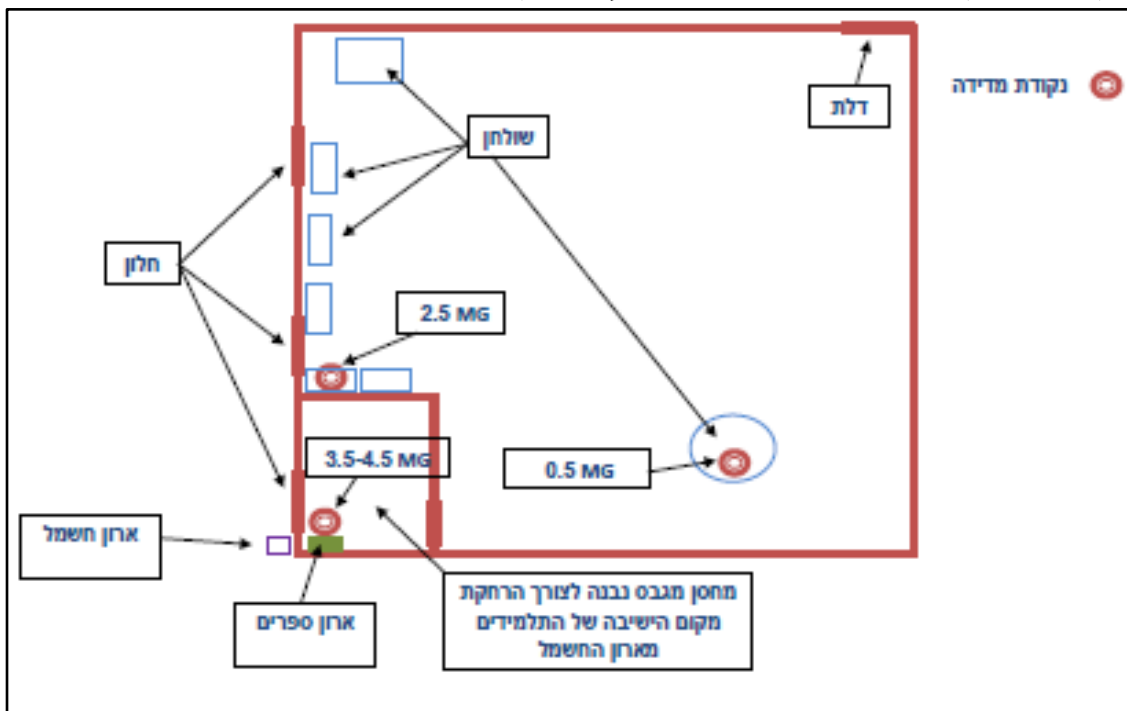 נקודת מדידה
דלת
שולחן
חלון
2.5 MG
3.5-4.5 MG
0.5 MG
ארון חשמל
ארון ספרים
מחסן מגבס נבנה לצורך הרחקת
מקום הישיבה של התלמידים
מארון החשמל